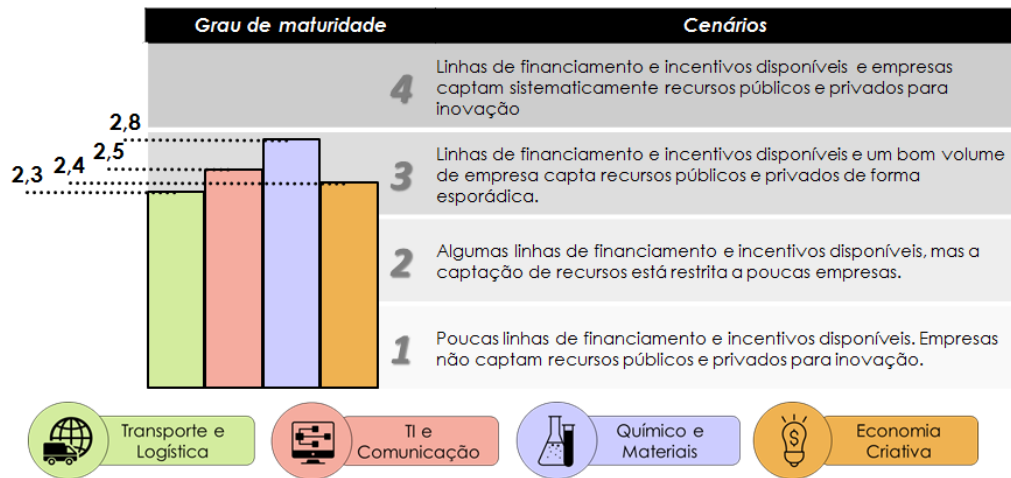 Grau de maturidade
Cenários
4
Linhas de financiamento e incentivos disponíveis e empresas
captam sistematicamente recursos públicos e privados para
inovação
2,8
2,5
2,4
2,3
3
Linhas de financiamento e incentivos disponíveis e um bom volume
de empresa capta recursos públicos e privados de forma
esporádica.
2
Algumas linhas de financiamento e incentivos disponíveis, mas a
captação de recursos está restrita a poucas empresas.
1
Poucas linhas de financiamento e incentivos disponíveis. Empresas
não captam recursos públicos e privados para inovação.
Transporte e
Logística
TI e
Comunicação
Químico e
Materiais
$
Economia
Criativa